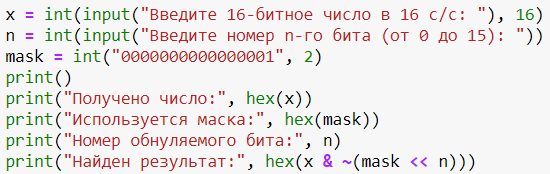 x = int(input("Введите 16-битное число в 16 с/с: "), 16)
n = int(input("Введите номер n-го бита (от 0 до 15): "))
mask = int("0000000000000001", 2)
print()
print("Получено число:", hex(x))
print("Используется маска:", hex(mask))
print("Номер обнуляемого бита:", n)
print("Найден результат:", hex(x & ~(mask << n)))